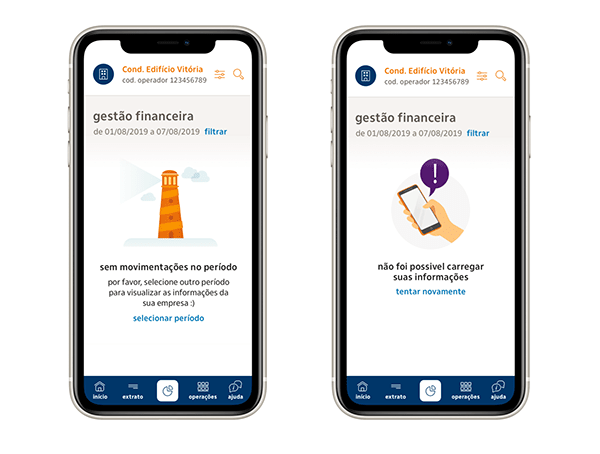 Cond. Edifício Vitória
cod. operador 123456789
gestão financeira
de 01/08/2019 a 07/08/2019 filtrar
sem movimentações no período
por favor, selecione outro período
para visualizar as informações da
sua empresa :)
selecionar período
início extrato operações ajuda
Cond. Edifício Vitória
cod. operador 123456789
gestão financeira
de 01/08/2019 a 07/08/2019 filtrar
!
não foi possivel carregar
suas informações
tentar novamente
início extrato operações ajuda